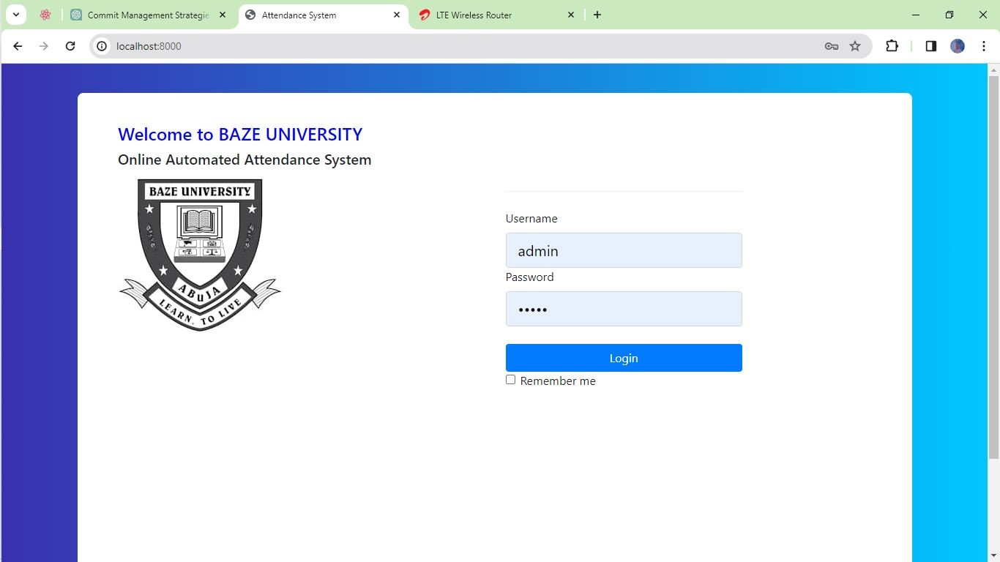 Commit Management Strategie
Attendance System
LTE Wireless Router
localhost:8000
Welcome to BAZE UNIVERSITY
Online Automated Attendance System
BAZE UNIVERSITY
ABUJA
LEARN. TO LIVE
Username
admin
Password
•••••
Login
Remember me